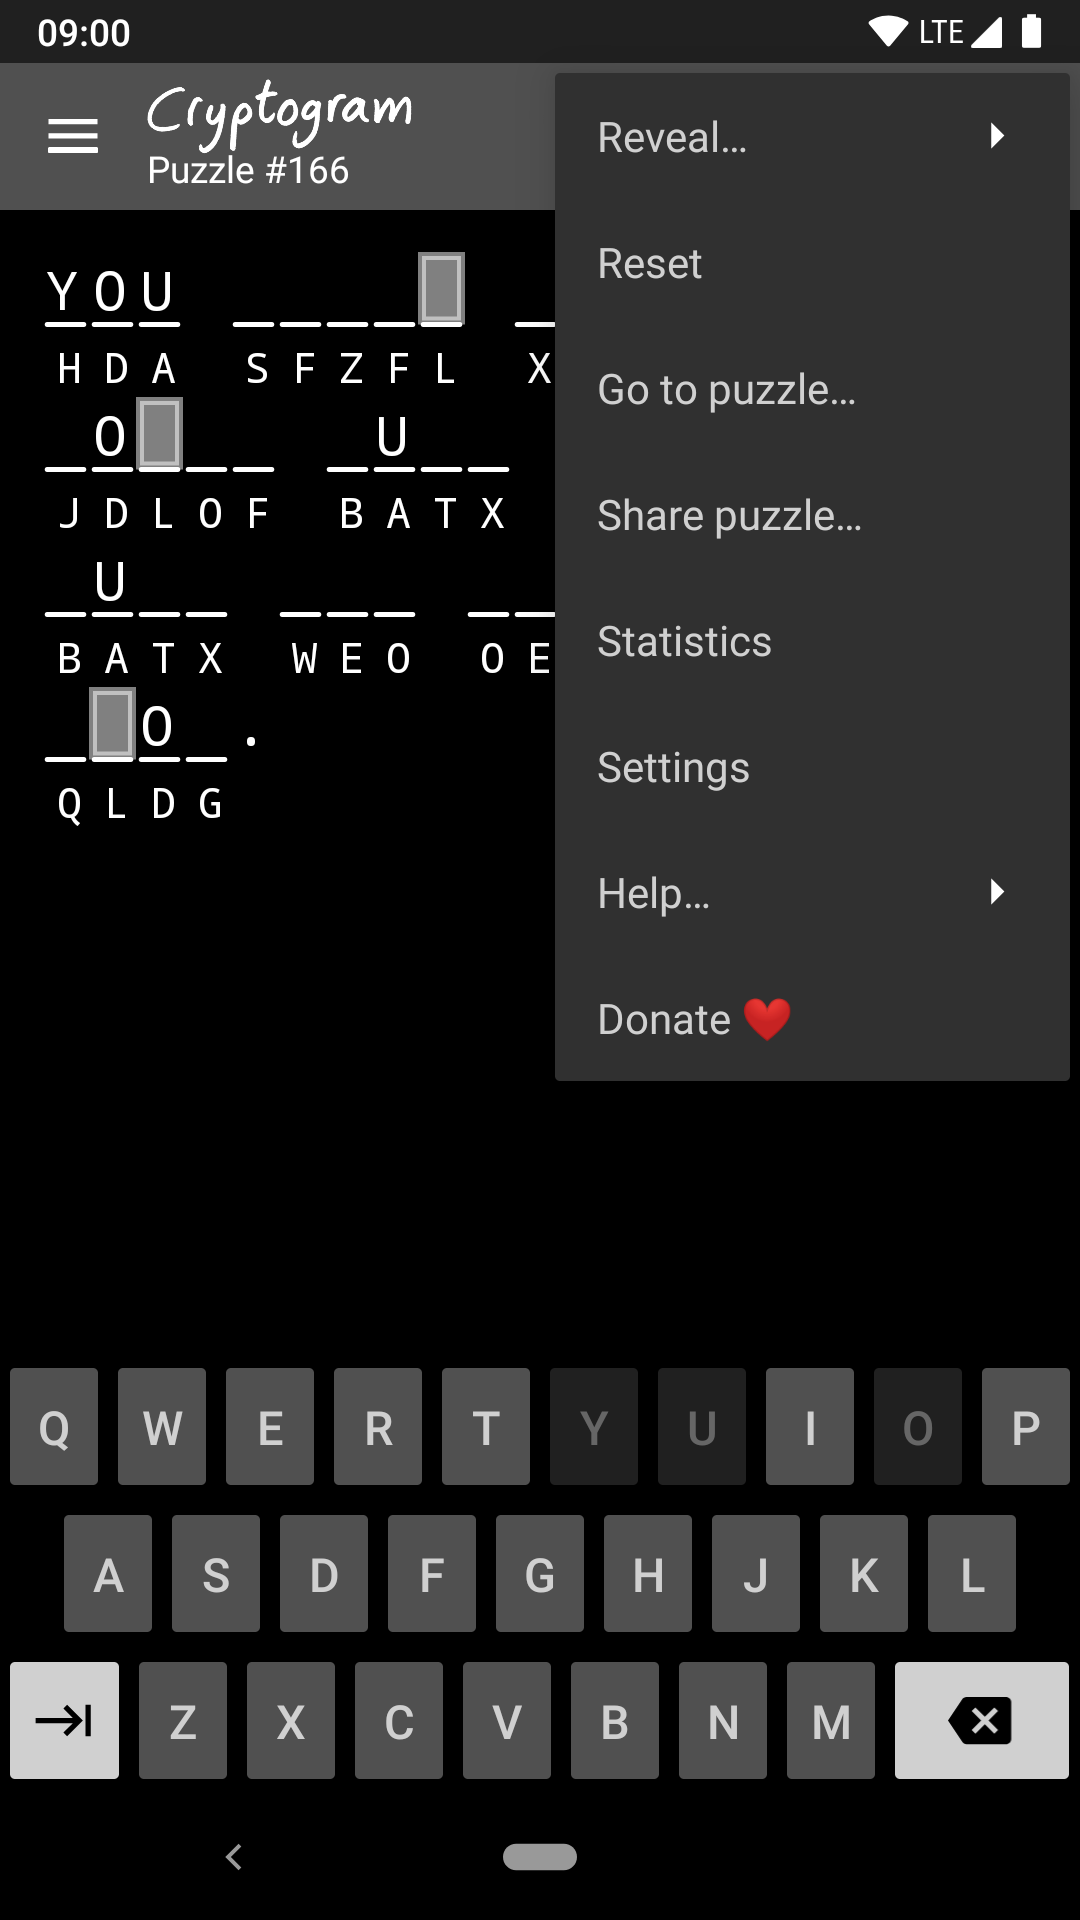 09:00 LTE
Cryptogram
Puzzle #166
Reveal...
Reset
Go to puzzle...
Share puzzle...
Statistics
Settings
Help...
Donate ❤
Y O U
H D A S F Z F L X
O U
J D L O F B A T X
U
B A T X W E O O E
O .
Q L D G
Q W E R T Y U I O P
A S D F G H J K L
Z X C V B N M